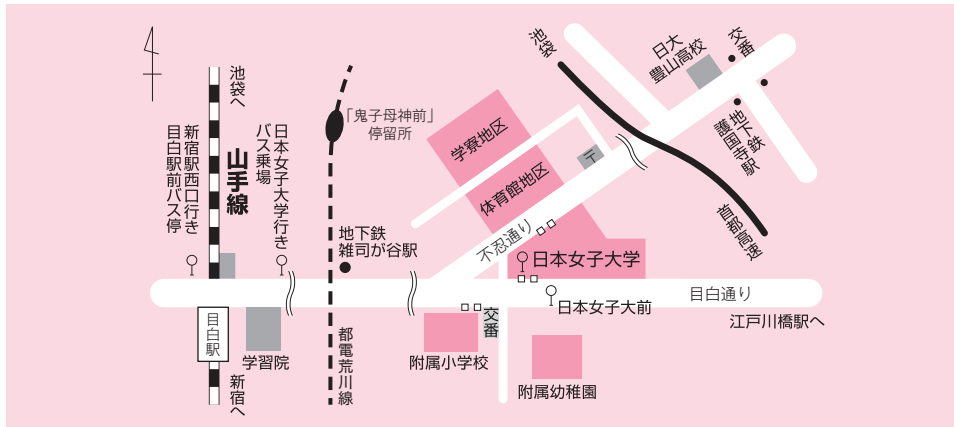 池袋へ
新宿駅西口行き
目白駅前バス停
山手線
日本女子大学行き
バス乗場
「鬼子母神前」
停留所
地下鉄
雑司が谷駅
都電荒川線
目白駅
新宿へ
学習院
学寮地区
体育館地区
〒
不忍通り
池袋
日大
豊山高校
交番
地下鉄
護国寺駅
首都高速
日本女子大学
日本女子大前
目白通り
江戸川橋駅へ
交番
附属小学校
附属幼稚園